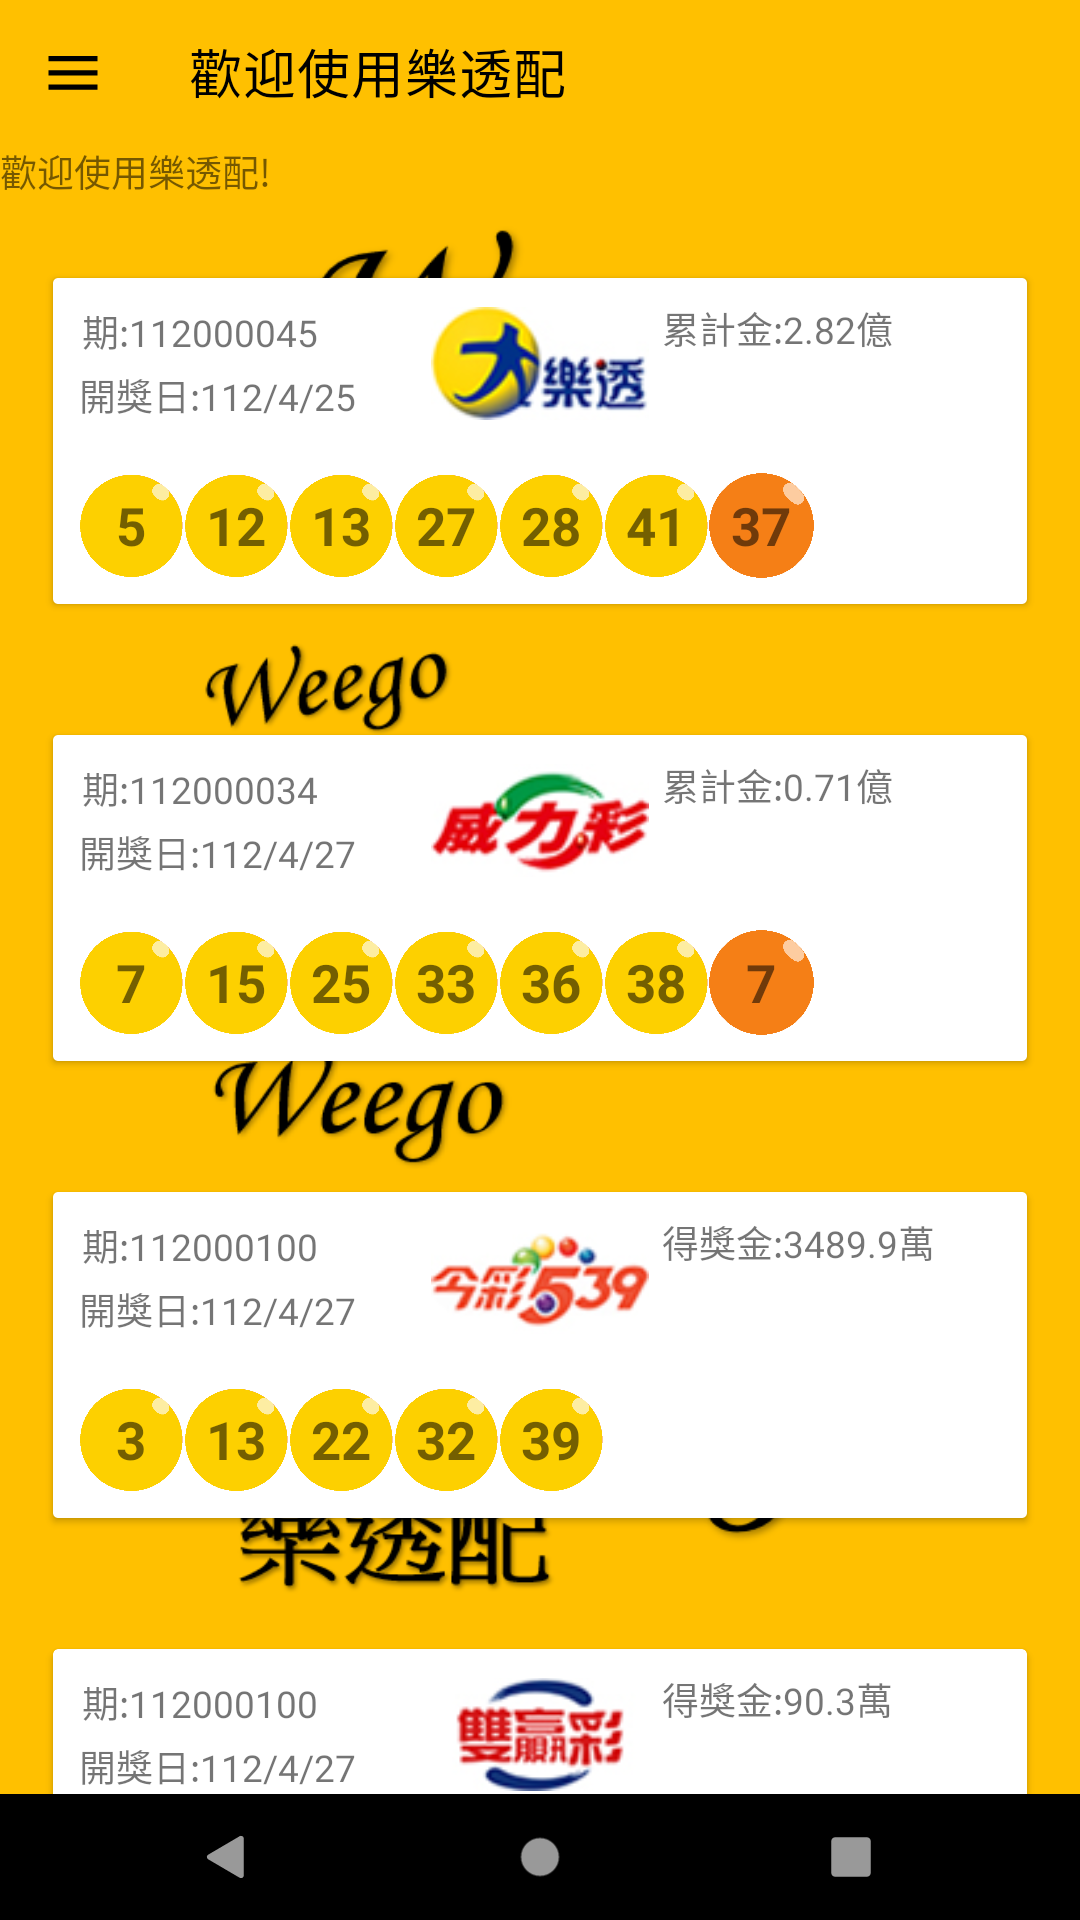 歡迎使用樂透配
歡迎使用樂透配!
期:112000045
大樂透
累計金:2.82億
開獎日:112/4/25
5 12 13 27 28 41 37
Weego
期:112000034
威力彩
累計金:0.71億
開獎日:112/4/27
7 15 25 33 36 38 7
Weego
期:112000100
今彩539
得獎金:3489.9萬
開獎日:112/4/27
3 13 22 32 39
樂透配
期:112000100
雙贏彩
得獎金:90.3萬
開獎日:112/4/27